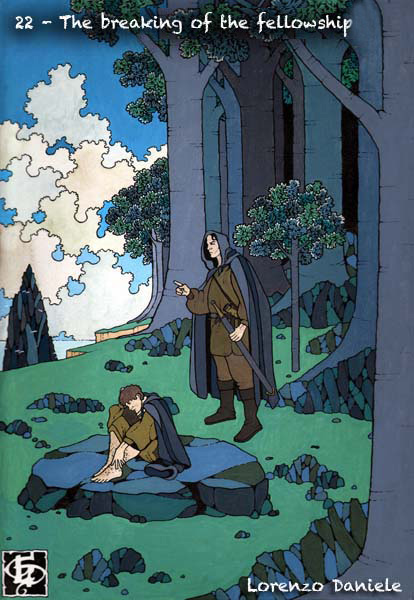 22 - The breaking of the fellowship
Lorenzo Daniele